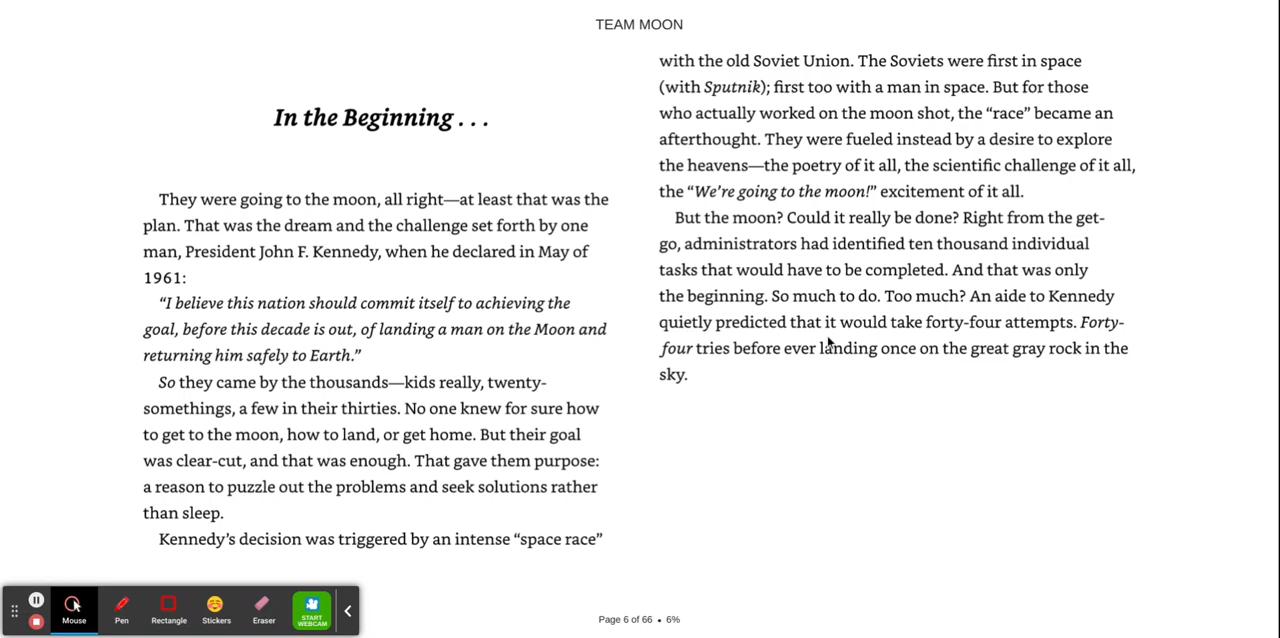 TEAM MOON
In the Beginning . . .
They were going to the moon, all right—at least that was the
plan. That was the dream and the challenge set forth by one
man, President John F. Kennedy, when he declared in May of
1961:
“I believe this nation should commit itself to achieving the
goal, before this decade is out, of landing a man on the Moon and
returning him safely to Earth.”
So they came by the thousands—kids really, twenty-
somethings, a few in their thirties. No one knew for sure how
to get to the moon, how to land, or get home. But their goal
was clear-cut, and that was enough. That gave them purpose:
a reason to puzzle out the problems and seek solutions rather
than sleep.
Kennedy’s decision was triggered by an intense “space race”
with the old Soviet Union. The Soviets were first in space
(with Sputnik); first too with a man in space. But for those
who actually worked on the moon shot, the “race” became an
afterthought. They were fueled instead by a desire to explore
the heavens—the poetry of it all, the scientific challenge of it all,
the “We’re going to the moon!” excitement of it all.
But the moon? Could it really be done? Right from the get-
go, administrators had identified ten thousand individual
tasks that would have to be completed. And that was only
the beginning. So much to do. Too much? An aide to Kennedy
quietly predicted that it would take forty-four attempts. Forty-
four tries before ever landing once on the great gray rock in the
sky.
Mouse
Pen
Rectangle
Stickers
Eraser
START
WEBCAM
Page 6 of 66 • 6%